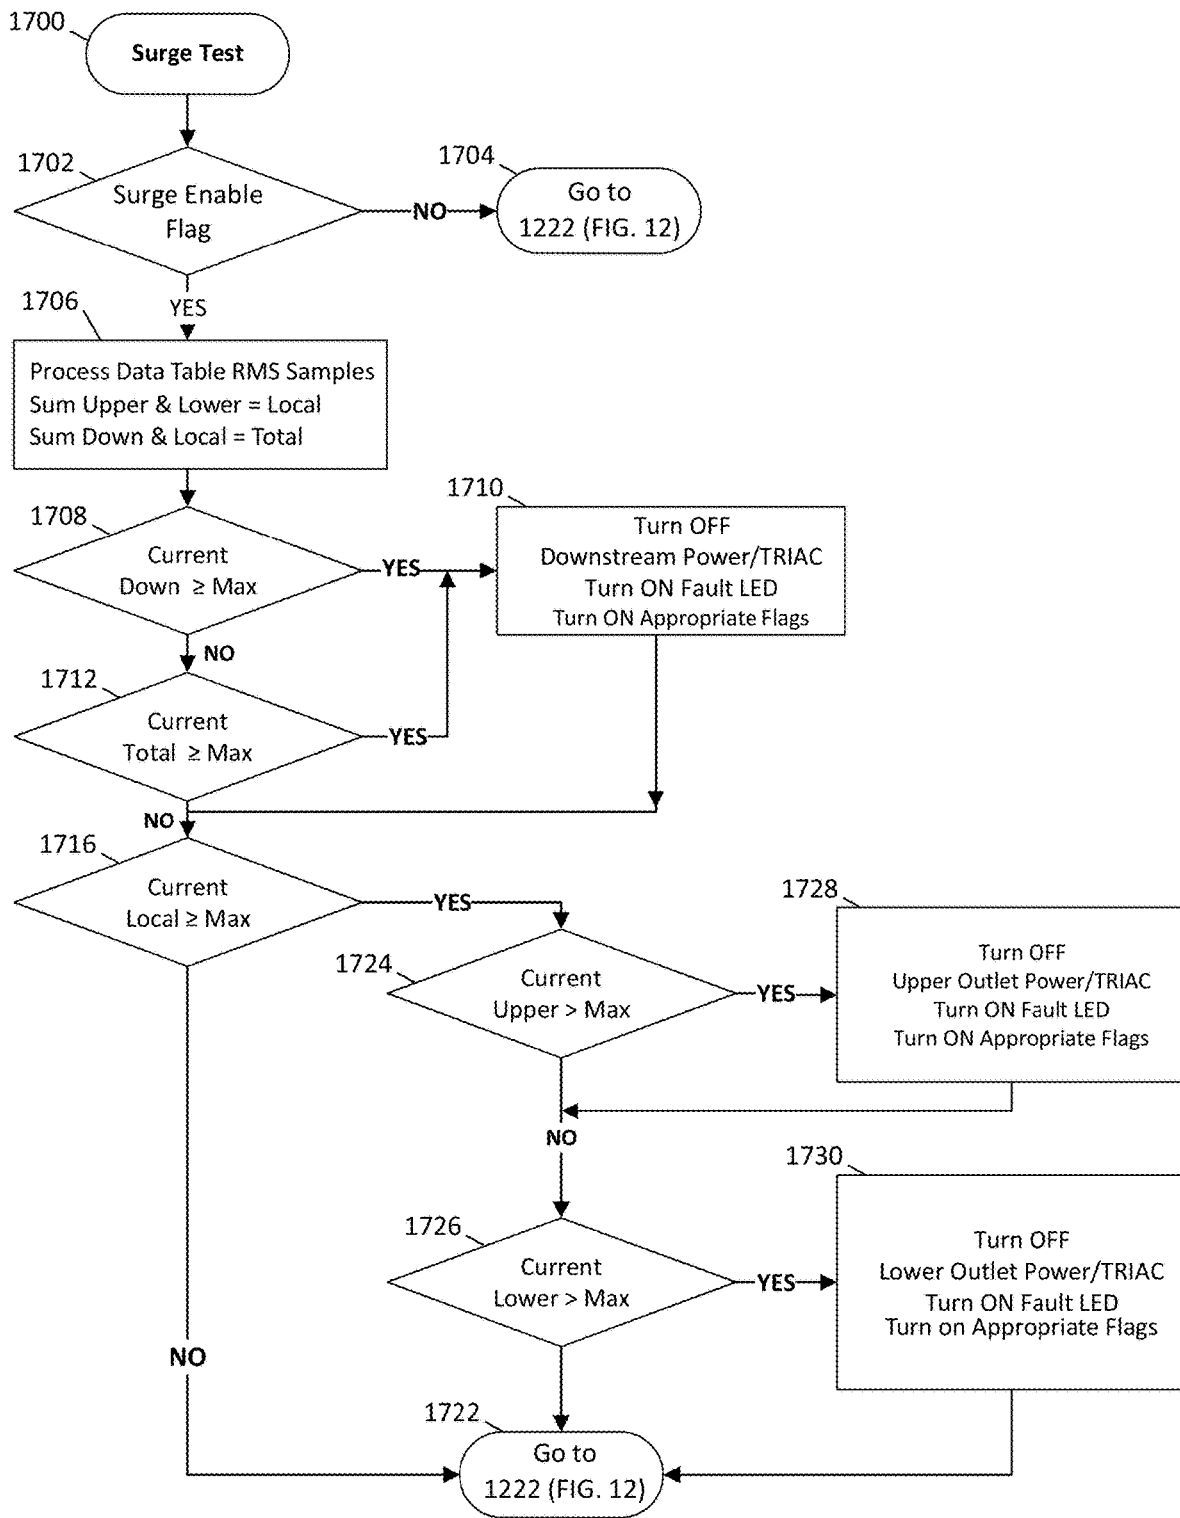 1700
Surge Test
1702
Surge Enable
Flag
NO
1704
Go to
1222 (FIG. 12)
YES
1706
Process Data Table RMS Samples
Sum Upper & Lower = Local
Sum Down & Local = Total
1708
Current
Down ≥ Max
YES
1710
Turn OFF
Downstream Power/TRIAC
Turn ON Fault LED
Turn ON Appropriate Flags
NO
1712
Current
Total ≥ Max
YES
NO
1716
Current
Local ≥ Max
YES
1724
Current
Upper > Max
YES
1728
Turn OFF
Upper Outlet Power/TRIAC
Turn ON Fault LED
Turn ON Appropriate Flags
NO
1726
Current
Lower > Max
YES
1730
Turn OFF
Lower Outlet Power/TRIAC
Turn ON Fault LED
Turn on Appropriate Flags
NO
1722
Go to
1222 (FIG. 12)